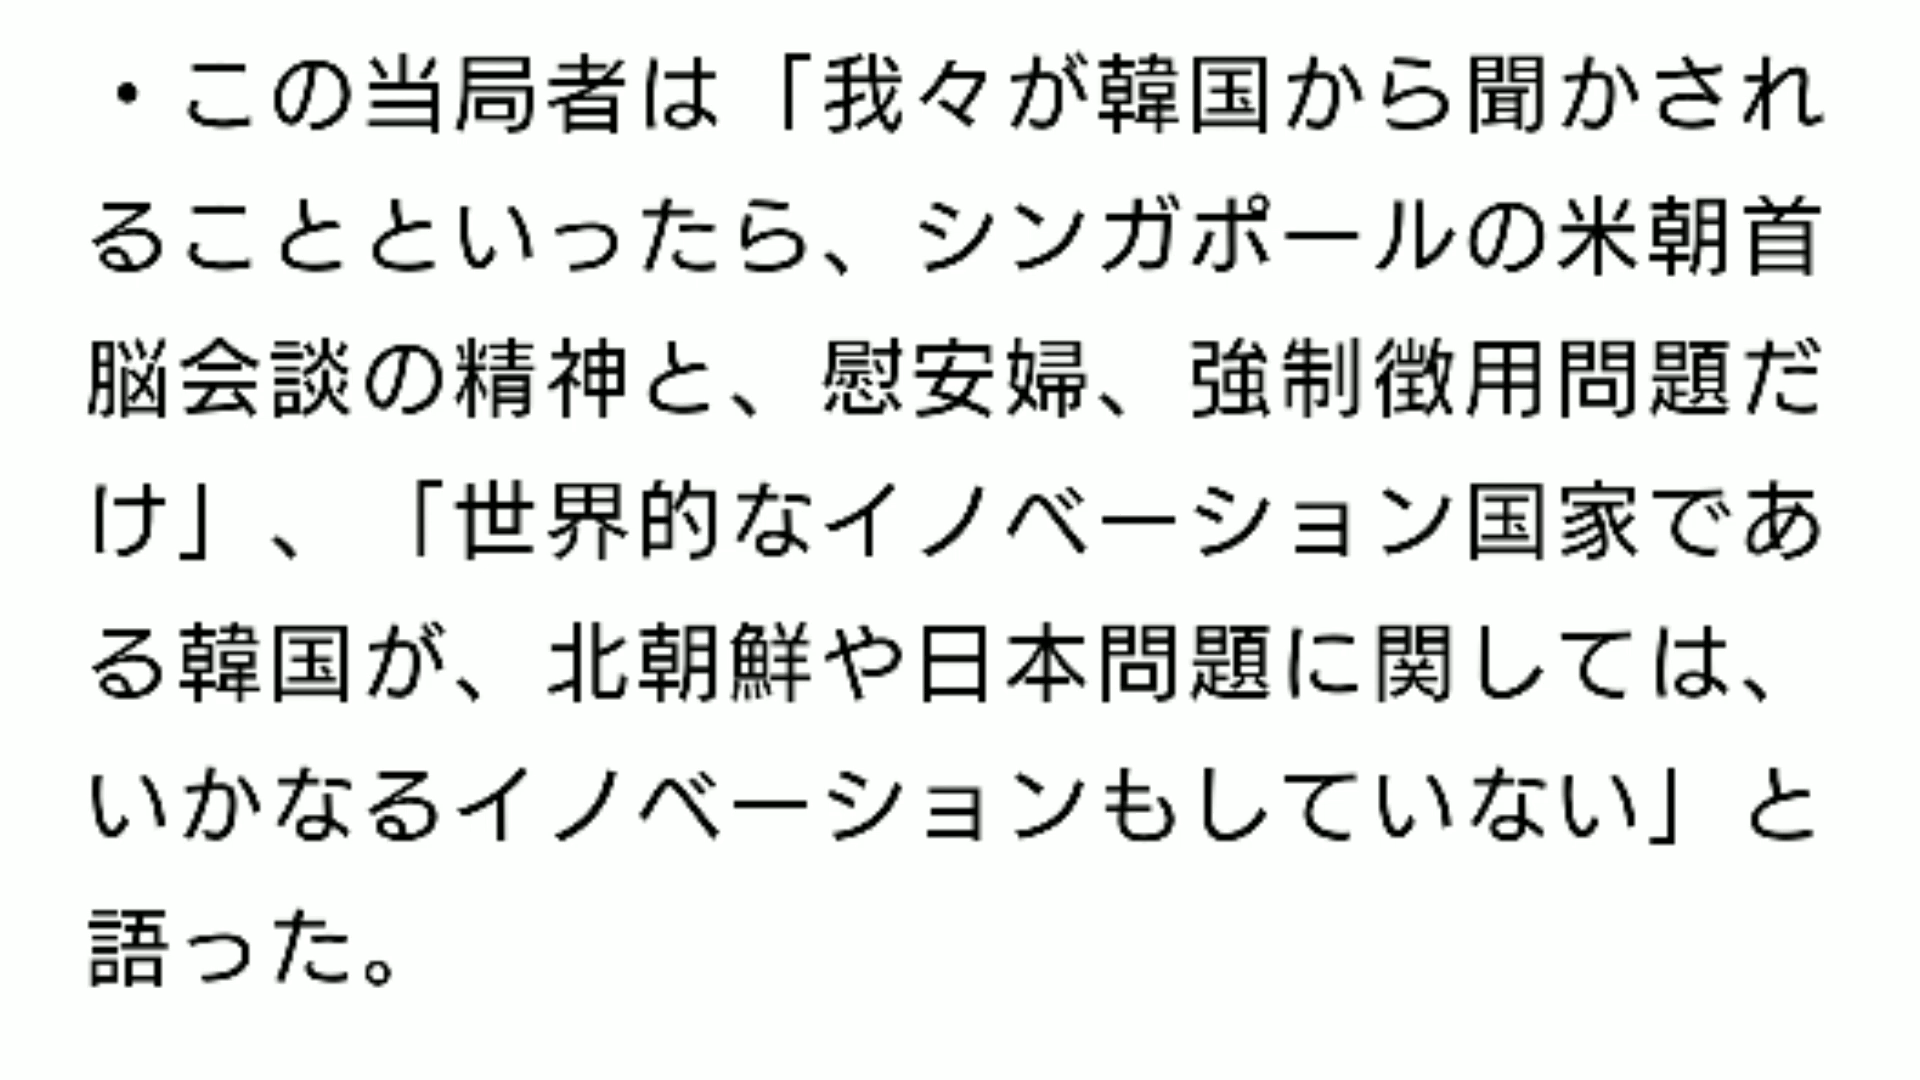 ・この当局者は「我々が韓国から聞かされ
ることといったら、シンガポールの米朝首
脳会談の精神と、慰安婦、強制徴用問題だ
け」、「世界的なイノベーション国家であ
る韓国が、北朝鮮や日本問題に関しては、
いかなるイノベーションもしていない」と
語った。